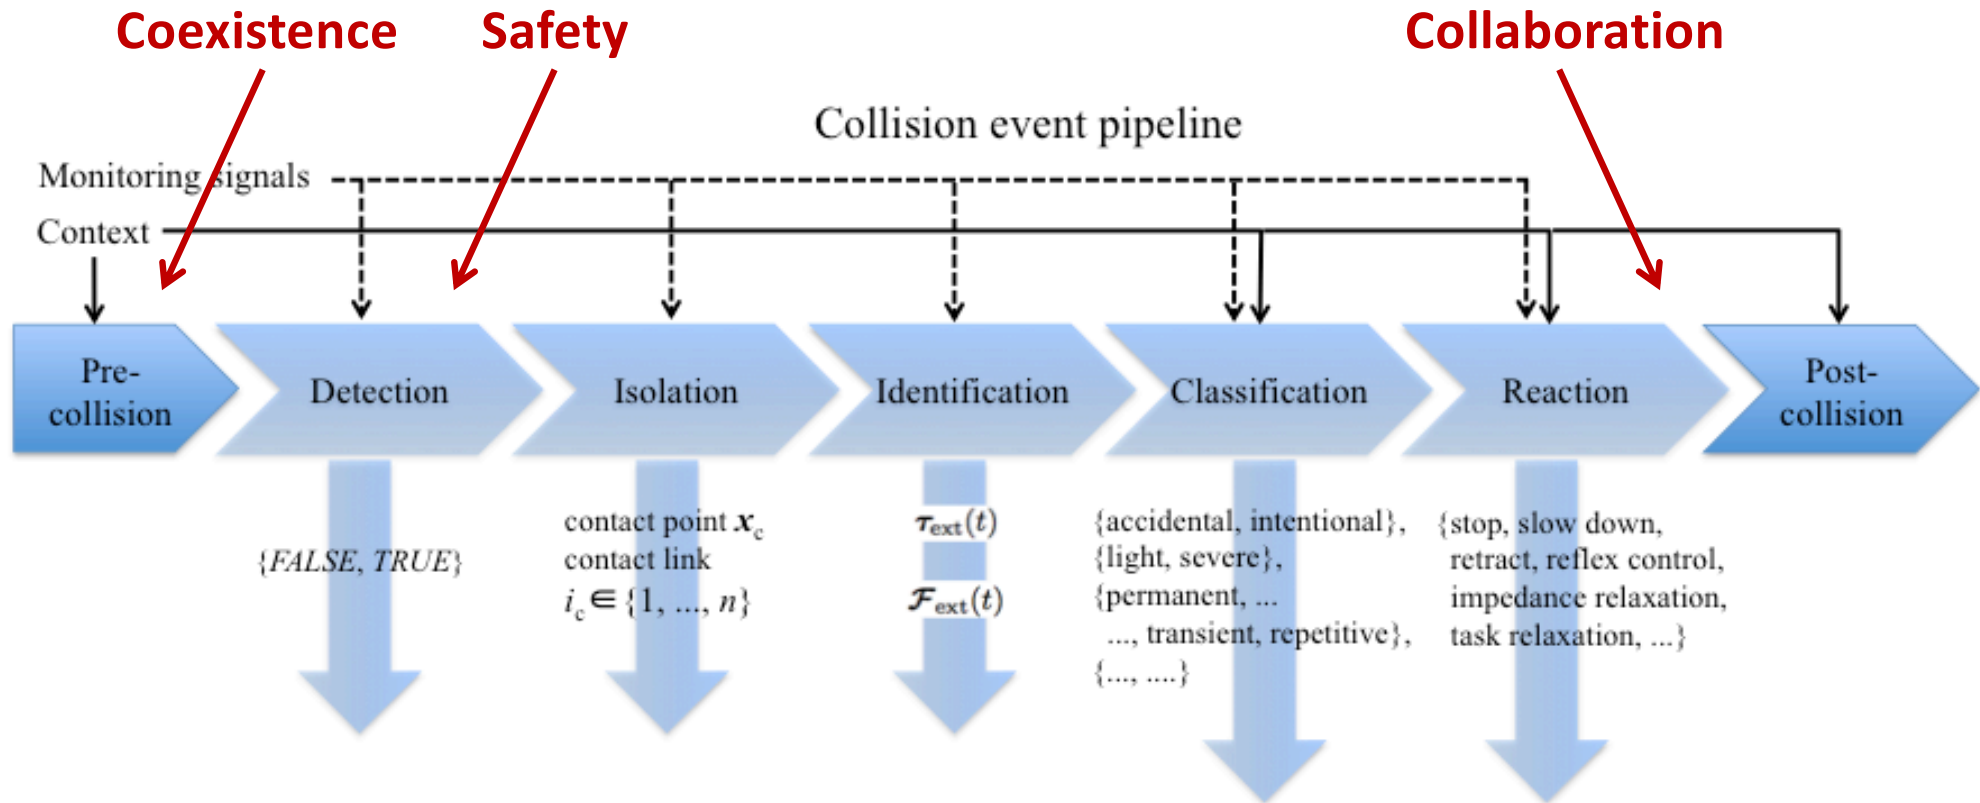 Coexistence
Safety
Collaboration
Collision event pipeline
Monitoring signals
Context
Pre-
collision
Detection
Isolation
Identification
Classification
Reaction
Post-
collision
{FALSE, TRUE}
contact point x_c
contact link
i_c ∈ {1, ..., n}
τ_ext(t)
𝓕_ext(t)
{accidental, intentional},
{light, severe},
{permanent, ...
..., transient, repetitive},
{..., ....}
{stop, slow down,
retract, reflex control,
impedance relaxation,
task relaxation, ...}